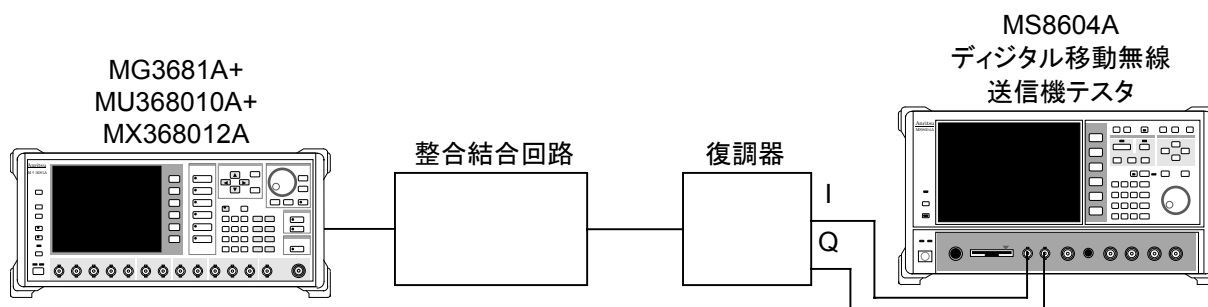 MS8604A
ディジタル移動無線
送信機テスタ
MG3681A+
MU368010A+
MX368012A
整合結合回路
復調器
I
Q
Anritsu